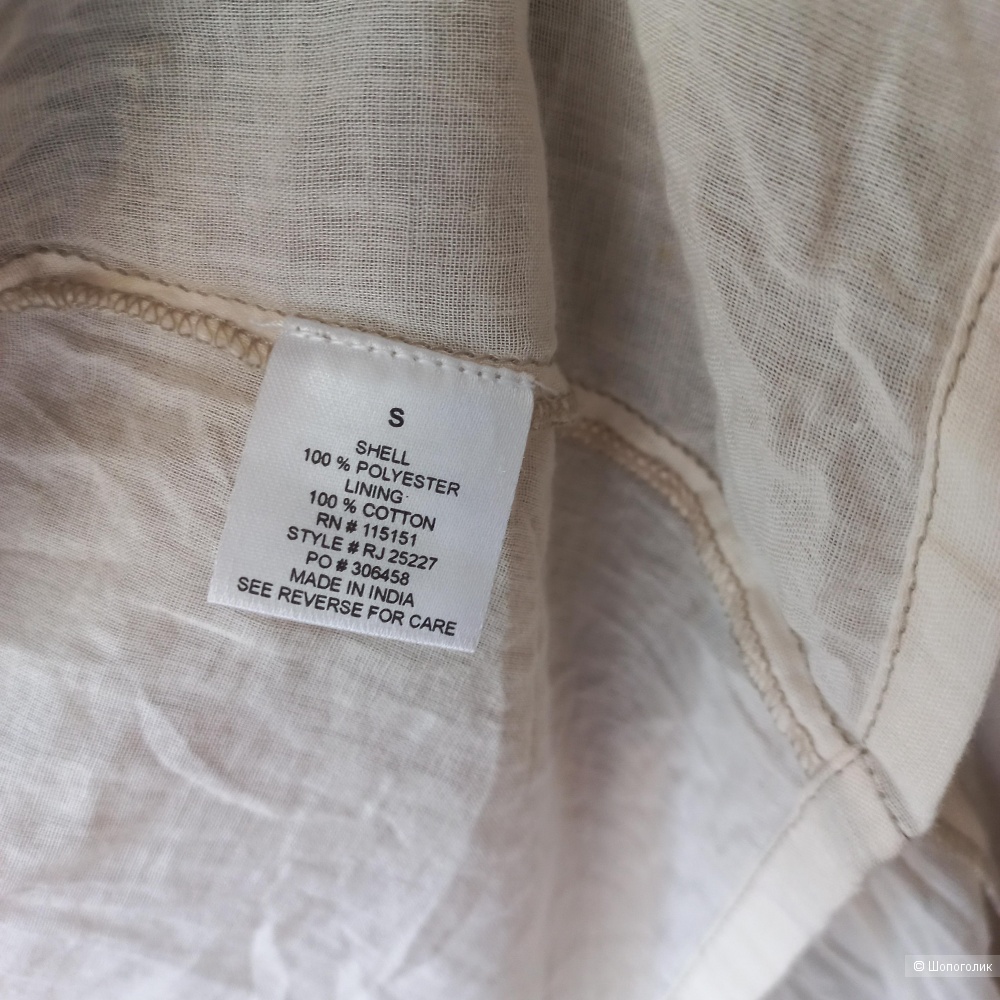 S
SHELL
100 % POLYESTER
LINING
100 % COTTON
RN # 115151
STYLE # RJ 25227
PO # 306458
MADE IN INDIA
SEE REVERSE FOR CARE
© Шопоголик